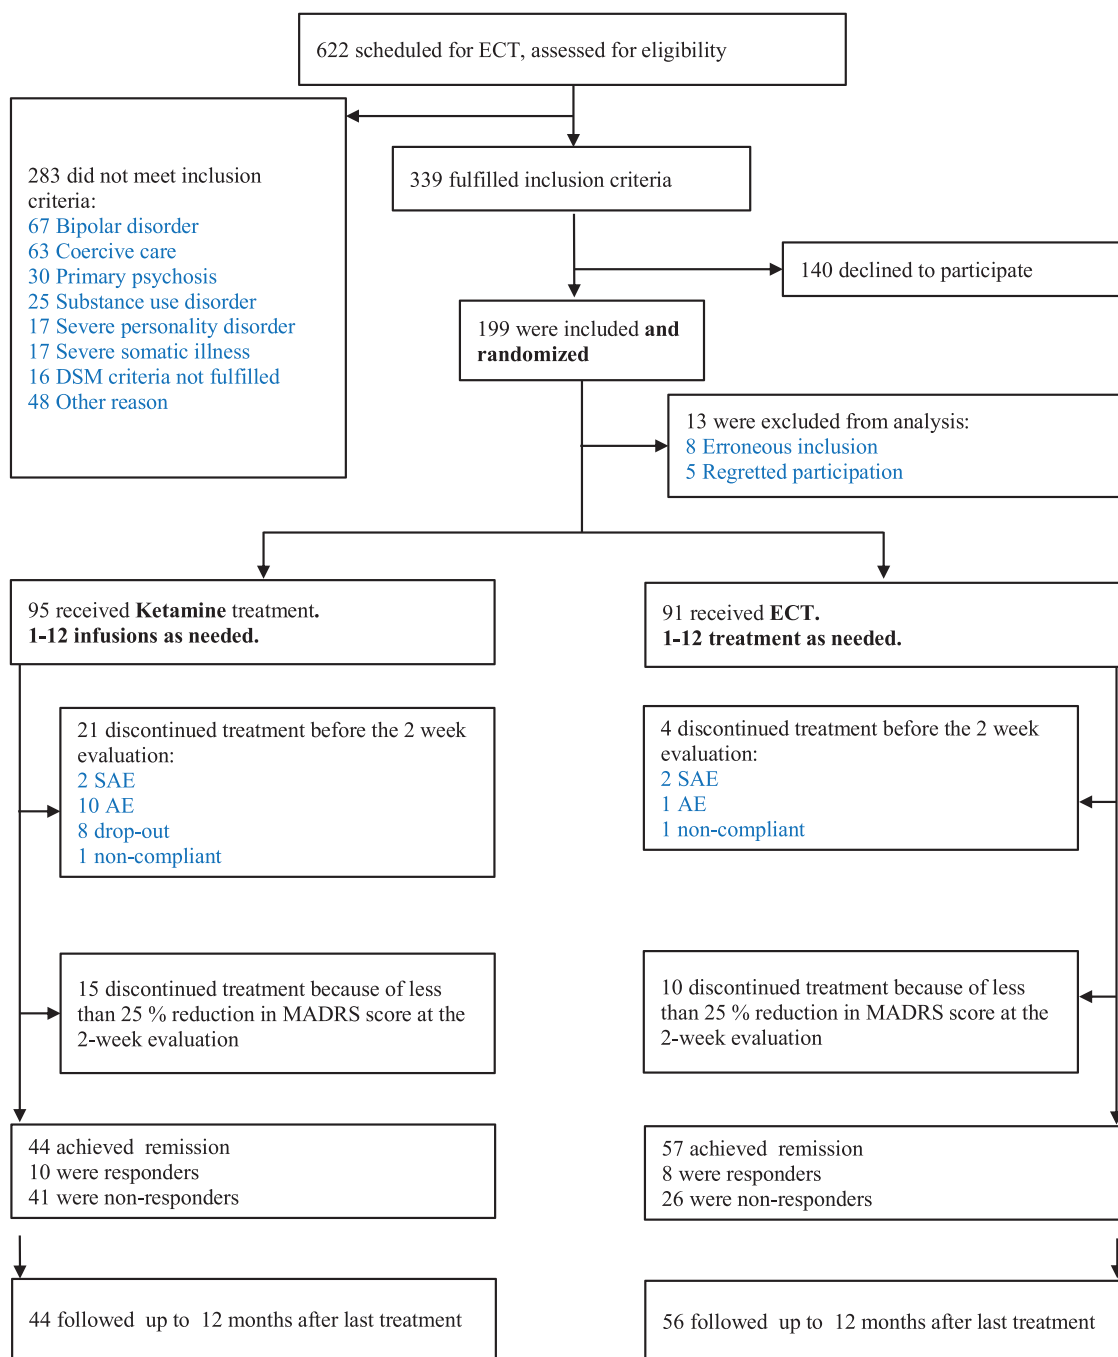 622 scheduled for ECT, assessed for eligibility
283 did not meet inclusion
criteria:
67 Bipolar disorder
63 Coercive care
30 Primary psychosis
25 Substance use disorder
17 Severe personality disorder
17 Severe somatic illness
16 DSM criteria not fulfilled
48 Other reason
339 fulfilled inclusion criteria
140 declined to participate
199 were included and
randomized
13 were excluded from analysis:
8 Erroneous inclusion
5 Regretted participation
95 received Ketamine treatment.
1-12 infusions as needed.
91 received ECT.
1-12 treatment as needed.
21 discontinued treatment before the 2 week
evaluation:
2 SAE
10 AE
8 drop-out
1 non-compliant
4 discontinued treatment before the 2 week
evaluation:
2 SAE
1 AE
1 non-compliant
15 discontinued treatment because of less
than 25 % reduction in MADRS score at the
2-week evaluation
10 discontinued treatment because of less
than 25 % reduction in MADRS score at the
2-week evaluation
44 achieved remission
10 were responders
41 were non-responders
57 achieved remission
8 were responders
26 were non-responders
44 followed up to 12 months after last treatment
56 followed up to 12 months after last treatment